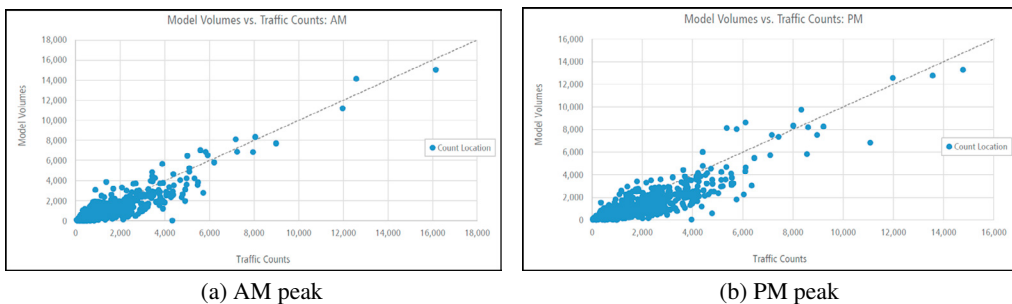 Model Volumes vs. Traffic Counts: AM
18,000
16,000
14,000
12,000
10,000
8,000
6,000
4,000
2,000
0
Model Volumes
0 2,000 4,000 6,000 8,000 10,000 12,000 14,000 16,000 18,000
Traffic Counts
Count Location
(a) AM peak
Model Volumes vs. Traffic Counts: PM
16,000
14,000
12,000
10,000
8,000
6,000
4,000
2,000
0
Model Volumes
0 2,000 4,000 6,000 8,000 10,000 12,000 14,000 16,000
Traffic Counts
Count Location
(b) PM peak